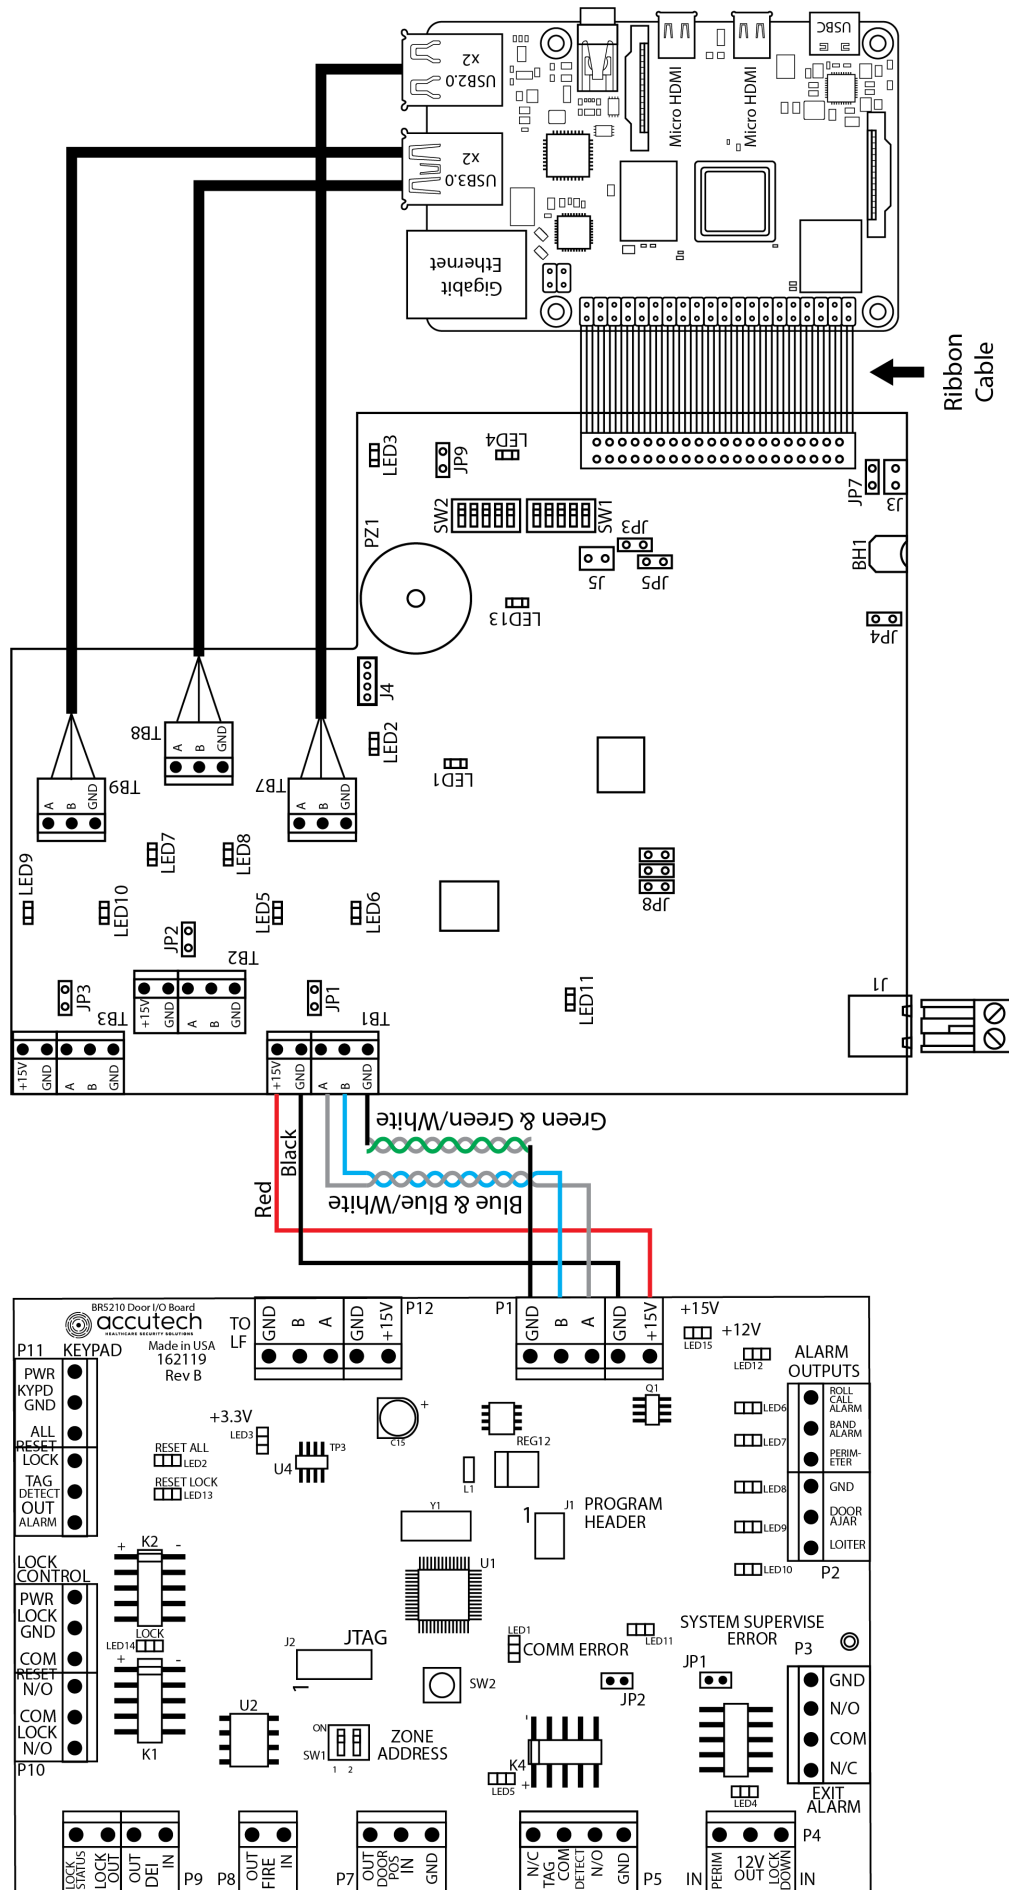 USB2.0
x2
USB3.0
x2
Gigabit
Ethernet
Micro HDMI
Micro HDMI
USBC
Ribbon
Cable
LED3
JP9
LED4
SW2
SW1
PZ1
JP3
J5
JP5
JP7
J3
BH1
JP4
LED13
J4
LED2
LED1
TB8
A
B
GND
TB9
A
B
GND
TB7
A
B
GND
LED9
LED7
LED8
LED10
LED5
LED6
JP2
JP8
TB2
+15V
GND
A
B
GND
JP3
TB3
JP1
TB1
LED11
J1
+15V
GND
A
B
GND
+15V
GND
A
B
GND
Green & Green/White
Black
Red
Blue & Blue/White
BR5210 Door I/O Board
accutech
HEALTHCARE SECURITY SOLUTIONS
Made in USA
162119
Rev B
TO
LF
GND
B
A
GND
+15V
P12
P1
GND
B
A
GND
+15V
+15V
LED15
+12V
LED12
P11
KEYPAD
PWR
KYPD
GND
ALL
RESET
LOCK
TAG
DETECT
OUT
ALARM
ALARM
OUTPUTS
ROLL
CALL
ALARM
BAND
ALARM
PERIM-
ETER
GND
DOOR
AJAR
LOITER
P2
LED6
LED7
LED8
LED9
LED10
+3.3V
LED3
RESET ALL
LED2
RESET LOCK
LED13
U4
TP3
C15
+
REG12
Q1
L1
Y1
J1
1
PROGRAM
HEADER
U1
K2
+
-
LOCK
CONTROL
PWR
LOCK
GND
COM
RESET
N/O
COM
LOCK
N/O
P10
LOCK
LED14
+
-
K1
J2
JTAG
1
LED1
COMM ERROR
LED11
SYSTEM SUPERVISE
ERROR
P3
JP1
JP2
GND
N/O
COM
N/C
EXIT
ALARM
SW2
U2
ON
SW1
1
2
ZONE
ADDRESS
K4
LED5
+
LED4
LOCK
STATUS
LOCK
OUT
OUT
DEI
IN
P9
P8
OUT
FIRE
IN
P7
OUT
DOOR
POS
IN
GND
N/C
TAG
COM
DETECT
N/O
GND
P5
IN
PERIM
12V
OUT
LOCK
DOWN
IN
P4